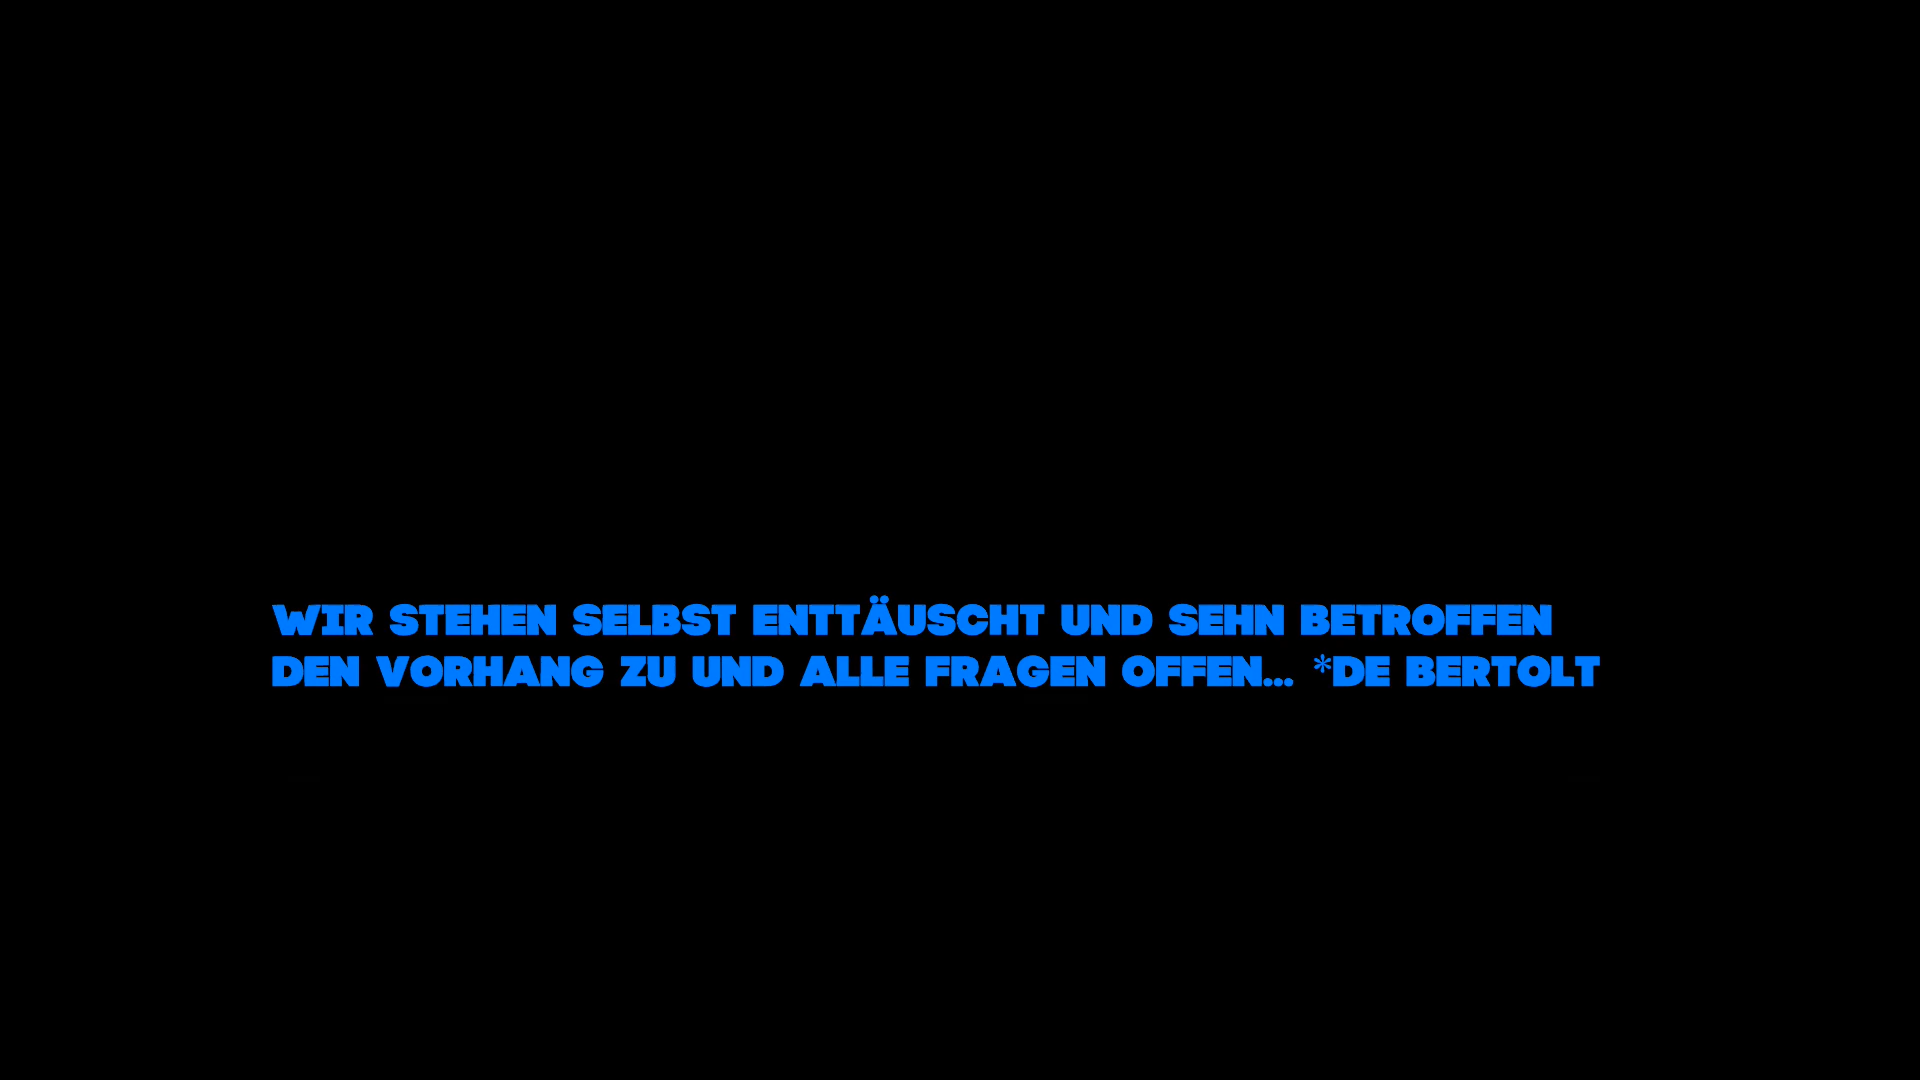 WIR STEHEN SELBST ENTTÄUSCHT UND SEHN BETROFFEN
DEN VORHANG ZU UND ALLE FRAGEN OFFEN... *DE BERTOLT